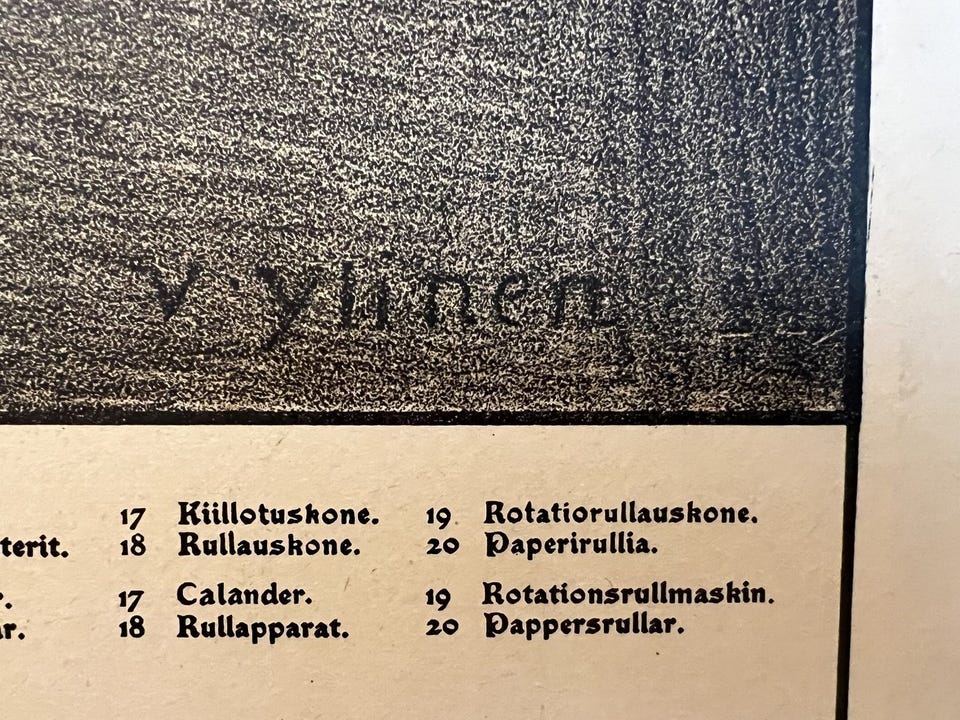 V. Ylinen
17 Kiillotuskone. 19 Rotatiorullauskone.
terit. 18 Rullauskone. 20 Paperirullia.
r. 17 Calander. 19 Rotationsrullmaskin.
ar. 18 Rullapparat. 20 Pappersrullar.